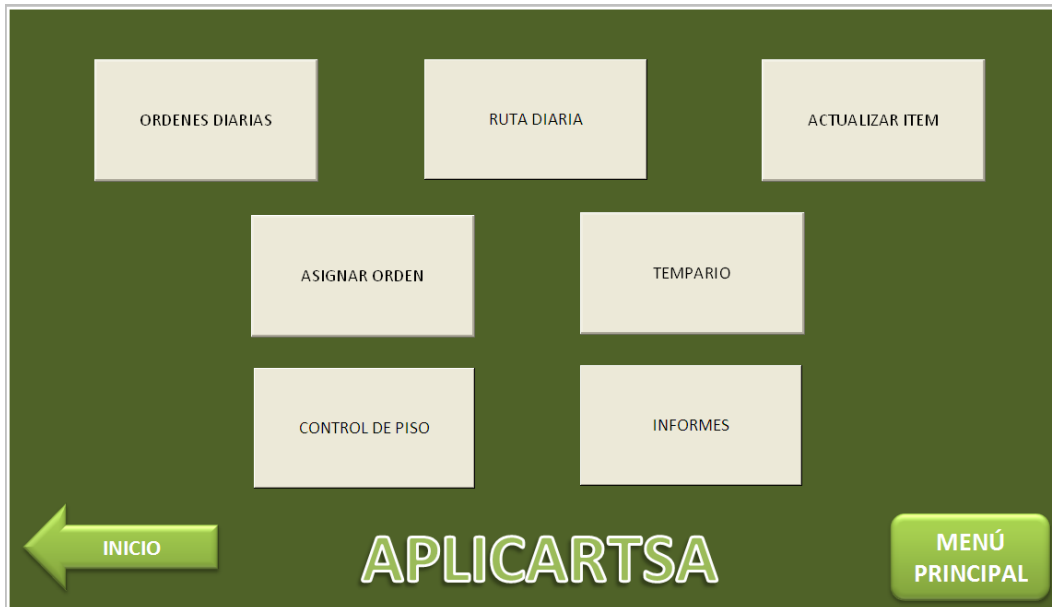 ORDENES DIARIAS
RUTA DIARIA
ACTUALIZAR ITEM
ASIGNAR ORDEN
TEMPARIO
CONTROL DE PISO
INFORMES
INICIO
APLICARTSA
MENÚ
PRINCIPAL